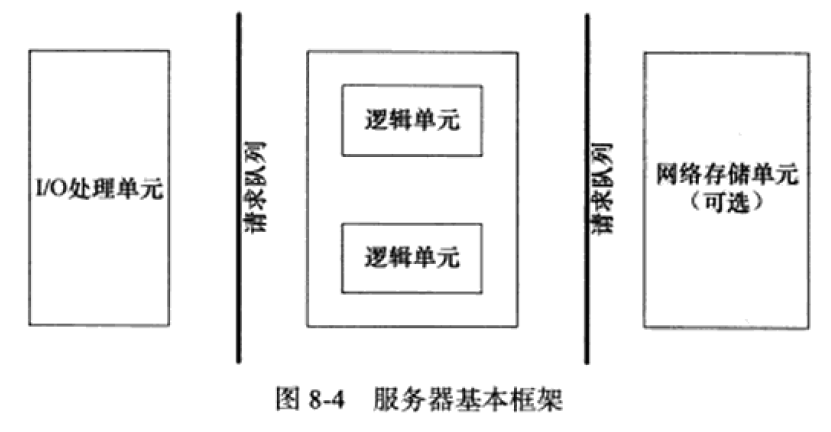 I/O处理单元
请求队列
逻辑单元
逻辑单元
请求队列
网络存储单元
（可选）
图 8-4 服务器基本框架